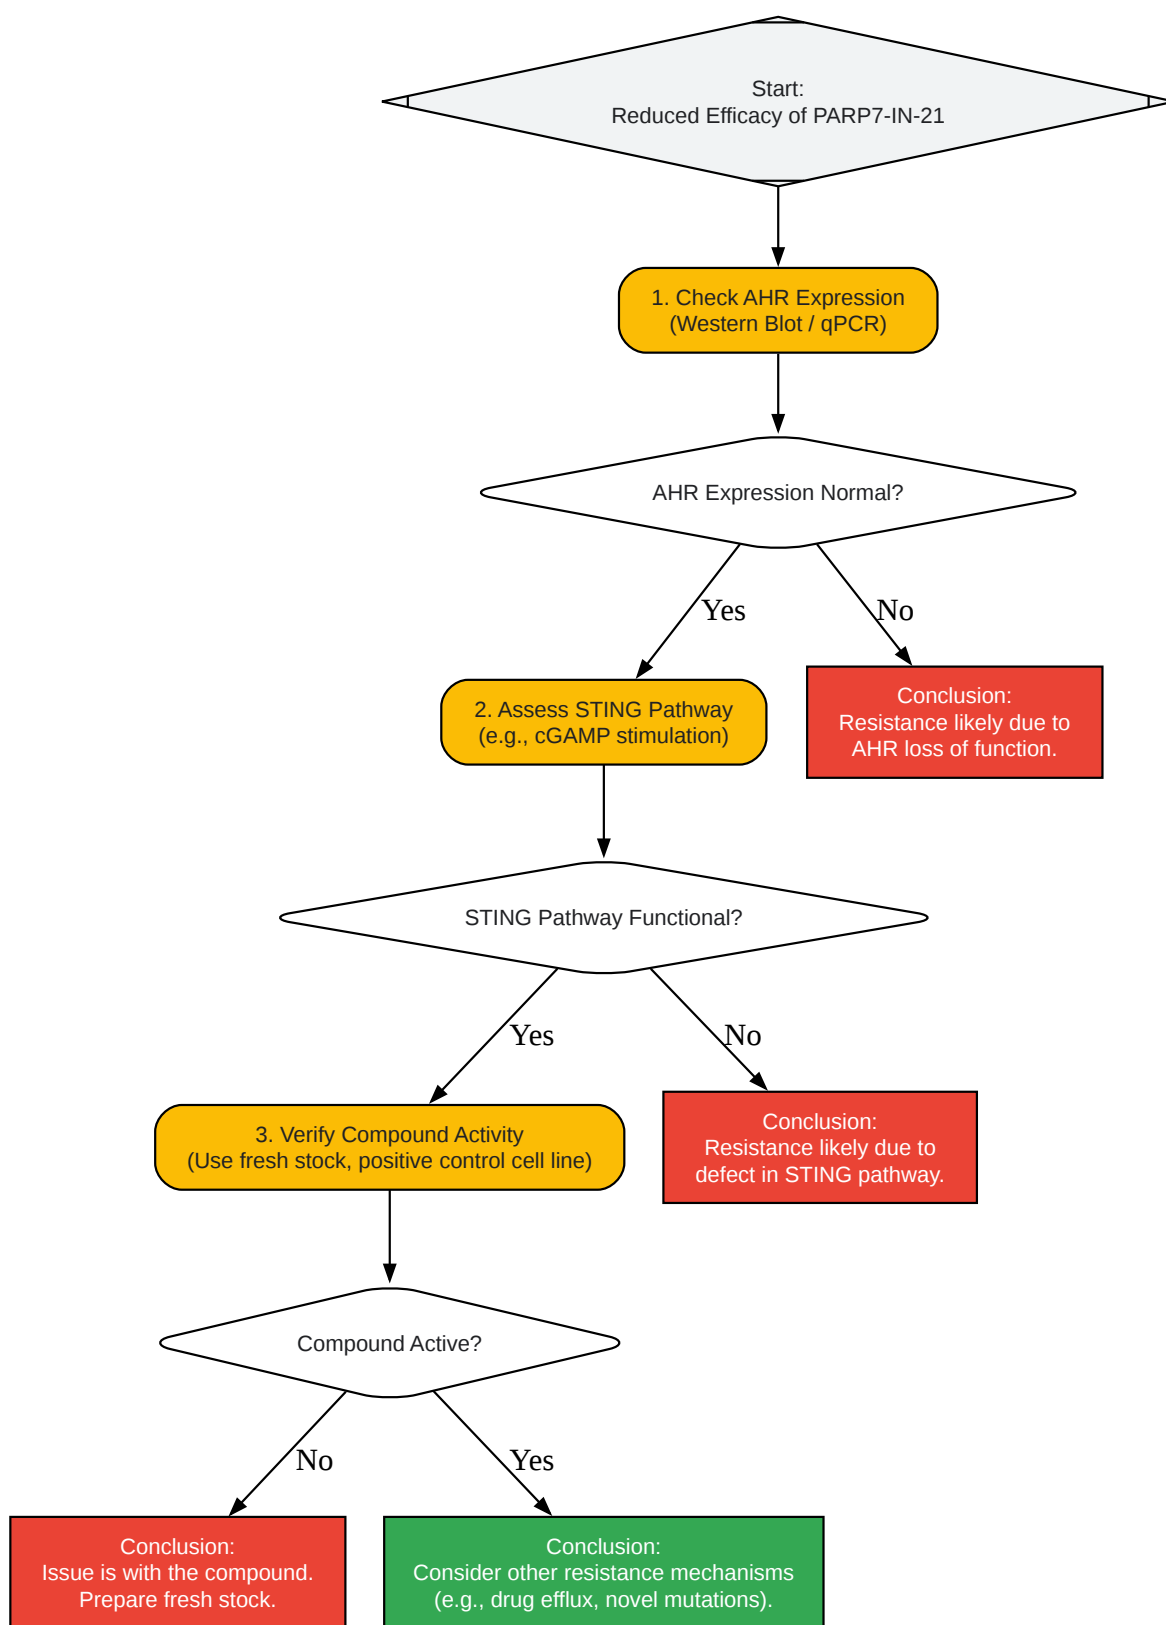 Start:
Reduced Efficacy of PARP7-IN-21
1. Check AHR Expression
(Western Blot / qPCR)
AHR Expression Normal?
Yes
No
2. Assess STING Pathway
(e.g., cGAMP stimulation)
Conclusion:
Resistance likely due to
AHR loss of function.
STING Pathway Functional?
Yes
No
3. Verify Compound Activity
(Use fresh stock, positive control cell line)
Conclusion:
Resistance likely due to
defect in STING pathway.
Compound Active?
No
Yes
Conclusion:
Issue is with the compound.
Prepare fresh stock.
Conclusion:
Consider other resistance mechanisms
(e.g., drug efflux, novel mutations).